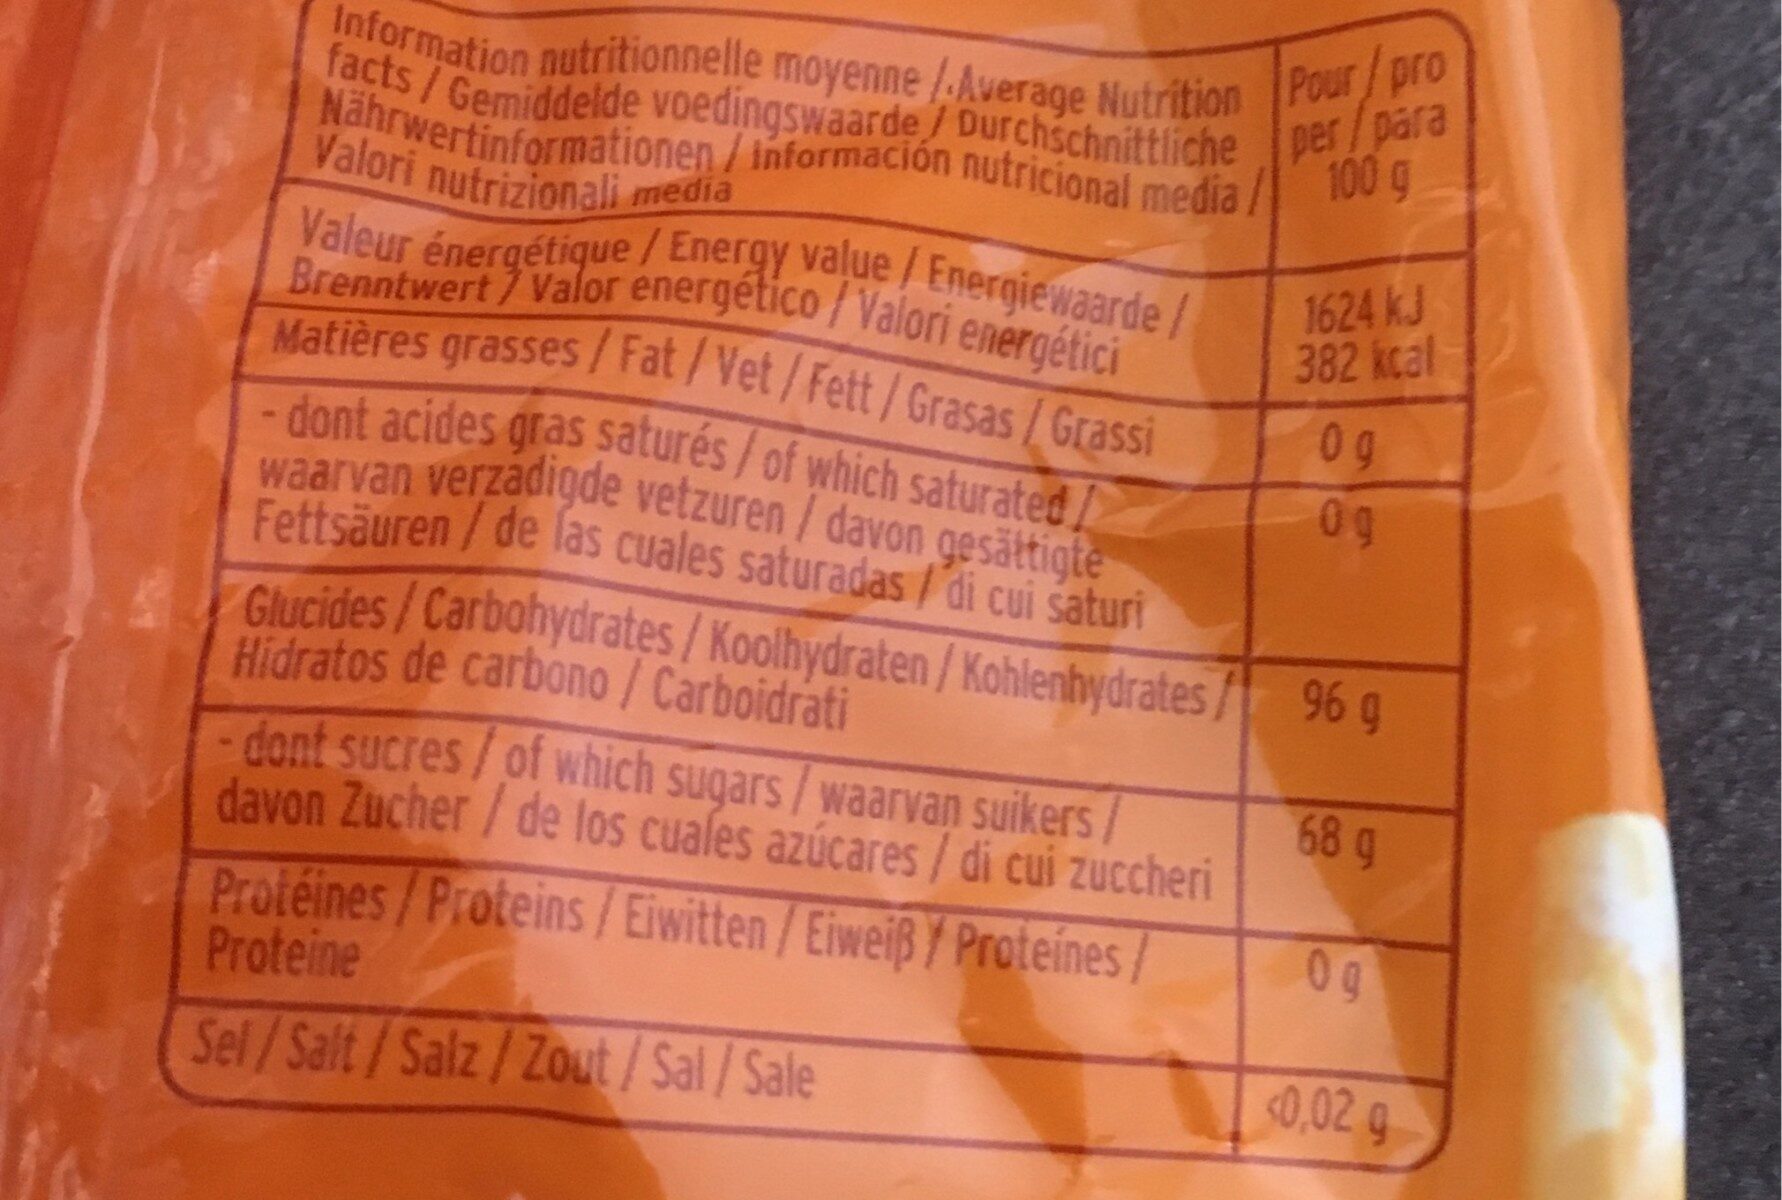 Information nutritionnelle moyenne / Average Nutrition
facts / Gemiddelde voedingswaarde / Durchschnittliche
Nährwertinformationen / Información nutricional media /
Valori nutrizionali media
Pour / pro
per / para
100 g
Valeur énergétique / Energy value / Energiewaarde /
Brenntwert / Valor energético / Valori energétici
1624 kJ
382 kcal
Matières grasses / Fat / Vet / Fett / Grasas / Grassi
0 g
- dont acides gras saturés / of which saturated /
waarvan verzadigde vetzuren / davon gesättigte
Fettsäuren / de las cuales saturadas / di cui saturi
0 g
Glucides / Carbohydrates / Koolhydraten / Kohlenhydrates /
Hidratos de carbono / Carboidrati
96 g
- dont sucres / of which sugars / waarvan suikers /
davon Zucher / de los cuales azúcares / di cui zuccheri
68 g
Protéines / Proteins / Eiwitten / Eiweiß / Proteínes /
Proteine
0 g
Sel / Salt / Salz / Zout / Sal / Sale
<0,02 g